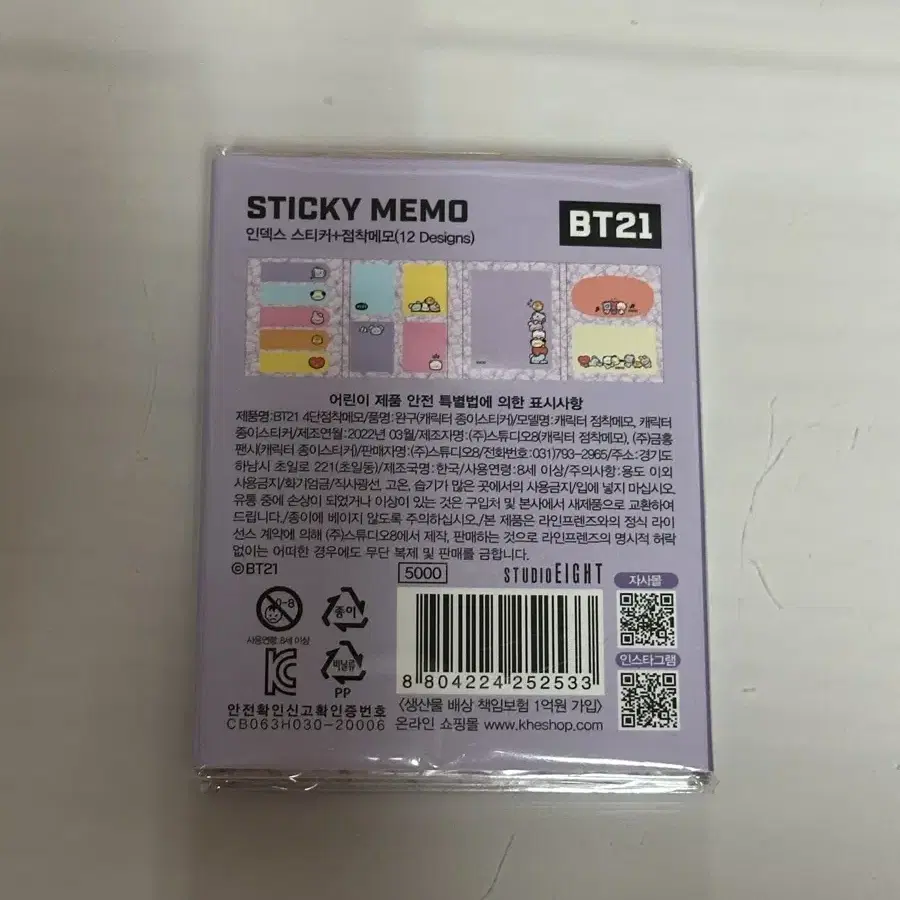 STICKY MEMO
인덱스 스티커+점착메모(12 Designs)
BT21
어린이 제품 안전 특별법에 의한 표시사항
제품명:BT21 4단점착메모/품명:완구(캐릭터 종이스티커)/모델명:캐릭터 점착메모, 캐릭터
종이스티커/제조연월:2022년 03월/제조자명:(주)스튜디오8(캐릭터 점착메모), (주)금홍
팬시(캐릭터 종이스티커)/판매자명:(주)스튜디오8/전화번호:031)793-2965/주소:경기도
하남시 초일로 221(초일동)/제조국명:한국/사용연령:8세 이상/주의사항:용도 이외
사용금지/화기엄금/직사광선, 고온, 습기가 많은 곳에서의 사용금지/입에 넣지 마십시오.
유통 중에 손상이 되었거나 이상이 있는 것은 구입처 및 본사에서 새제품으로 교환하여
드립니다./종이에 베이지 않도록 주의하십시오./본 제품은 라인프렌즈와의 정식 라이
선스 계약에 의해 (주)스튜디오8에서 제작, 판매하는 것으로 라인프렌즈의 명시적 허락
없이는 어떠한 경우에도 무단 복제 및 판매를 금합니다.
©BT21
5000
STUDIO EIGHT
자사몰
0-8
사용연령:8세 이상
종이
인스타그램
비닐류
PP
8 804224 252533
안전확인신고확인증번호
CB063H030-20006
〈생산물 배상 책임보험 1억원 가입〉
온라인 쇼핑몰 www.kheshop.com